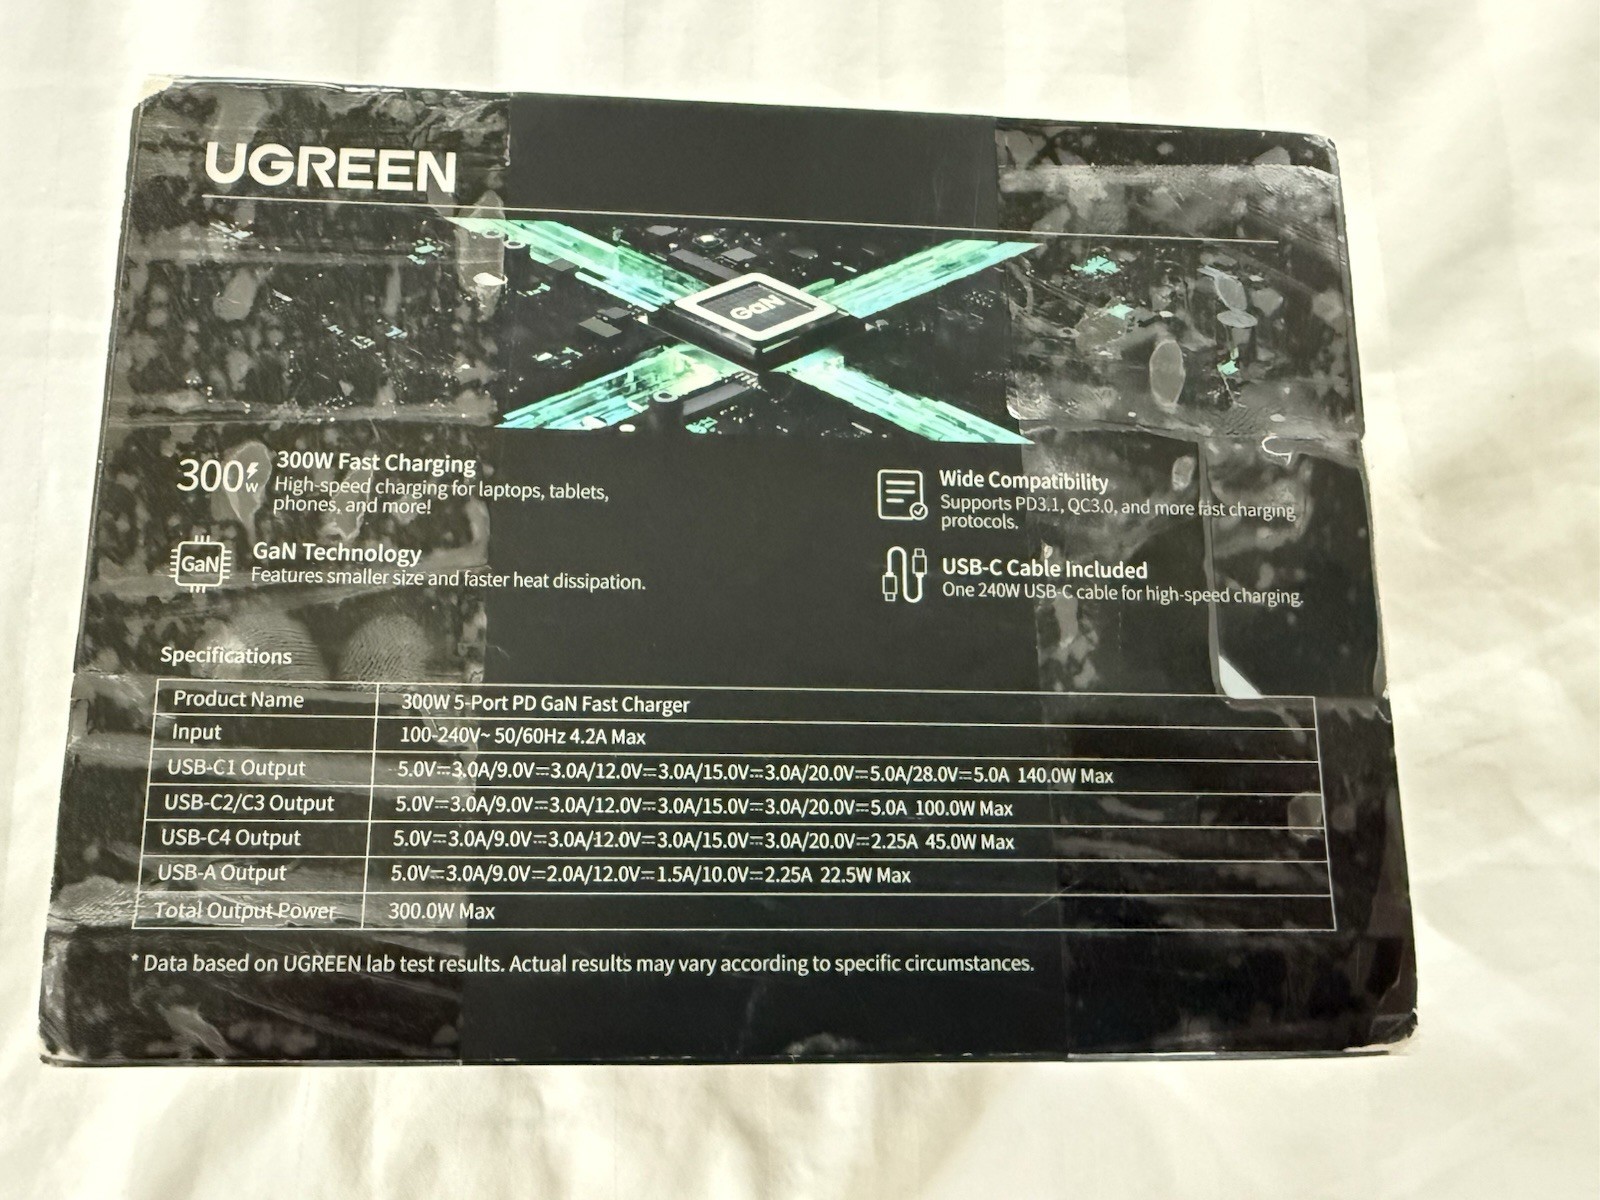 UGREEN
GaN
300W
300W Fast Charging
High-speed charging for laptops, tablets,
phones, and more!
GaN
GaN Technology
Features smaller size and faster heat dissipation.
Wide Compatibility
Supports PD3.1, QC3.0, and more fast charging
protocols.
USB-C Cable Included
One 240W USB-C cable for high-speed charging.
Specifications
Product Name 300W 5-Port PD GaN Fast Charger
Input 100-240V~ 50/60Hz 4.2A Max
USB-C1 Output 5.0V⎓3.0A/9.0V⎓3.0A/12.0V⎓3.0A/15.0V⎓3.0A/20.0V⎓5.0A/28.0V⎓5.0A 140.0W Max
USB-C2/C3 Output 5.0V⎓3.0A/9.0V⎓3.0A/12.0V⎓3.0A/15.0V⎓3.0A/20.0V⎓5.0A 100.0W Max
USB-C4 Output 5.0V⎓3.0A/9.0V⎓3.0A/12.0V⎓3.0A/15.0V⎓3.0A/20.0V⎓2.25A 45.0W Max
USB-A Output 5.0V⎓3.0A/9.0V⎓2.0A/12.0V⎓1.5A/10.0V⎓2.25A 22.5W Max
Total Output Power 300.0W Max
* Data based on UGREEN lab test results. Actual results may vary according to specific circumstances.